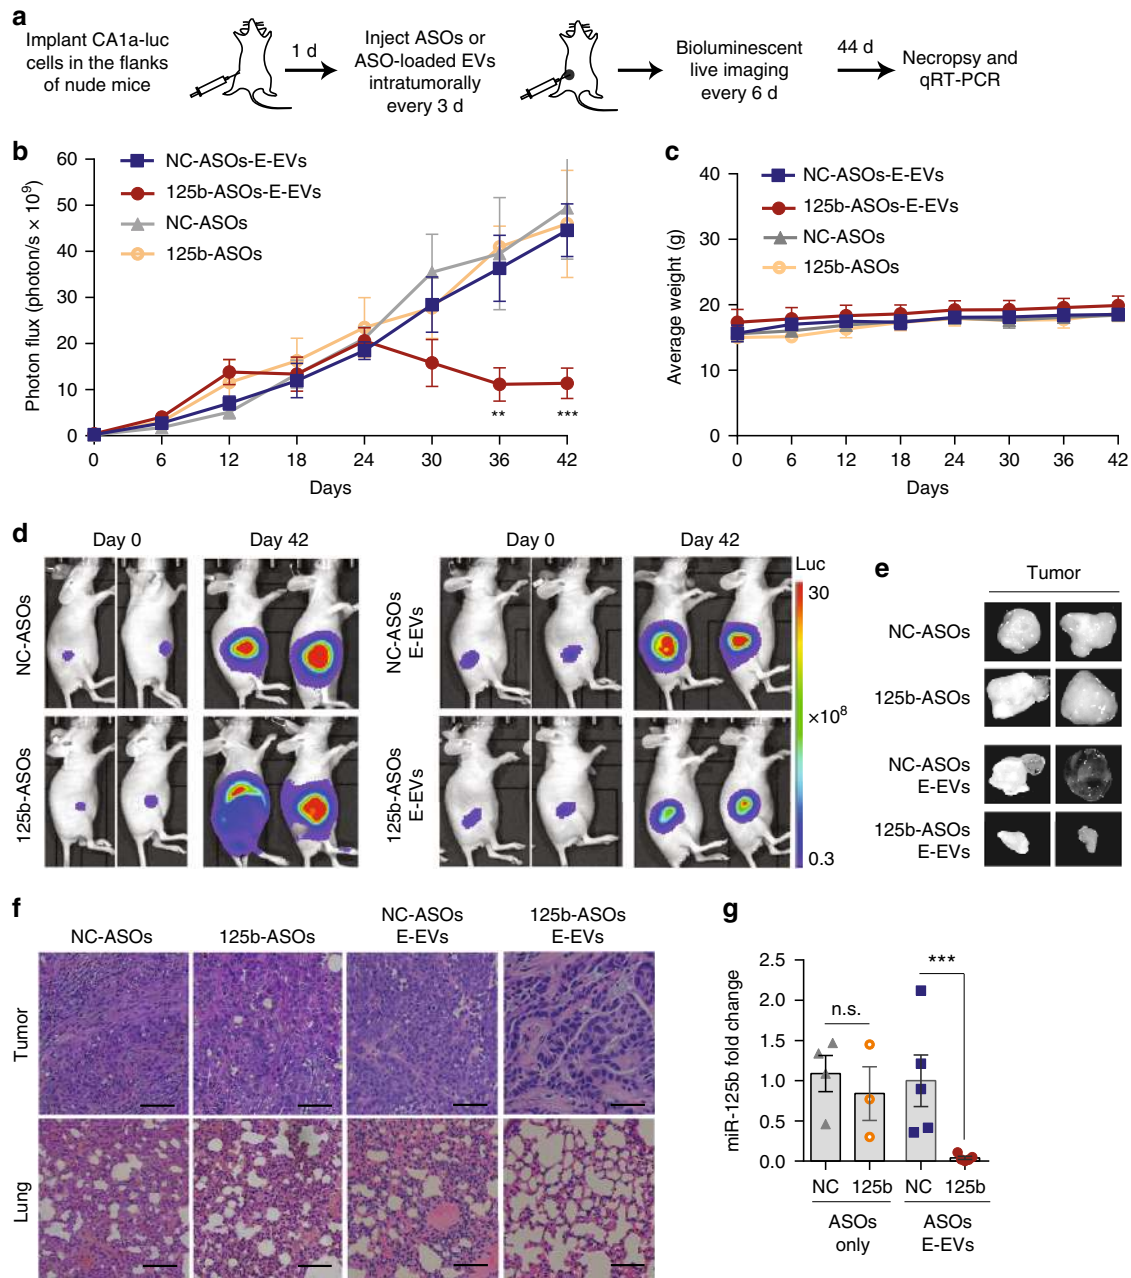 a
Implant CA1a-luc
cells in the flanks
of nude mice
1 d
Inject ASOs or
ASO-loaded EVs
intratumorally
every 3 d
Bioluminescent
live imaging
every 6 d
44 d
Necropsy and
qRT-PCR
b
Photon flux (photon/s × 10⁹)
60
50
40
30
20
10
0
NC-ASOs-E-EVs
125b-ASOs-E-EVs
NC-ASOs
125b-ASOs
** ***
0 6 12 18 24 30 36 42
Days
c
Average weight (g)
40
30
20
10
0
NC-ASOs-E-EVs
125b-ASOs-E-EVs
NC-ASOs
125b-ASOs
0 6 12 18 24 30 36 42
Days
d
Day 0 Day 42 Day 0 Day 42
NC-ASOs
125b-ASOs
NC-ASOs
E-EVs
125b-ASOs
E-EVs
Luc
30
×10⁸
0.3
e
Tumor
NC-ASOs
125b-ASOs
NC-ASOs
E-EVs
125b-ASOs
E-EVs
f
NC-ASOs 125b-ASOs NC-ASOs E-EVs 125b-ASOs E-EVs
Tumor
Lung
g
miR-125b fold change
2.5
2.0
1.5
1.0
0.5
0.0
n.s.
***
NC 125b NC 125b
ASOs
only
ASOs
E-EVs